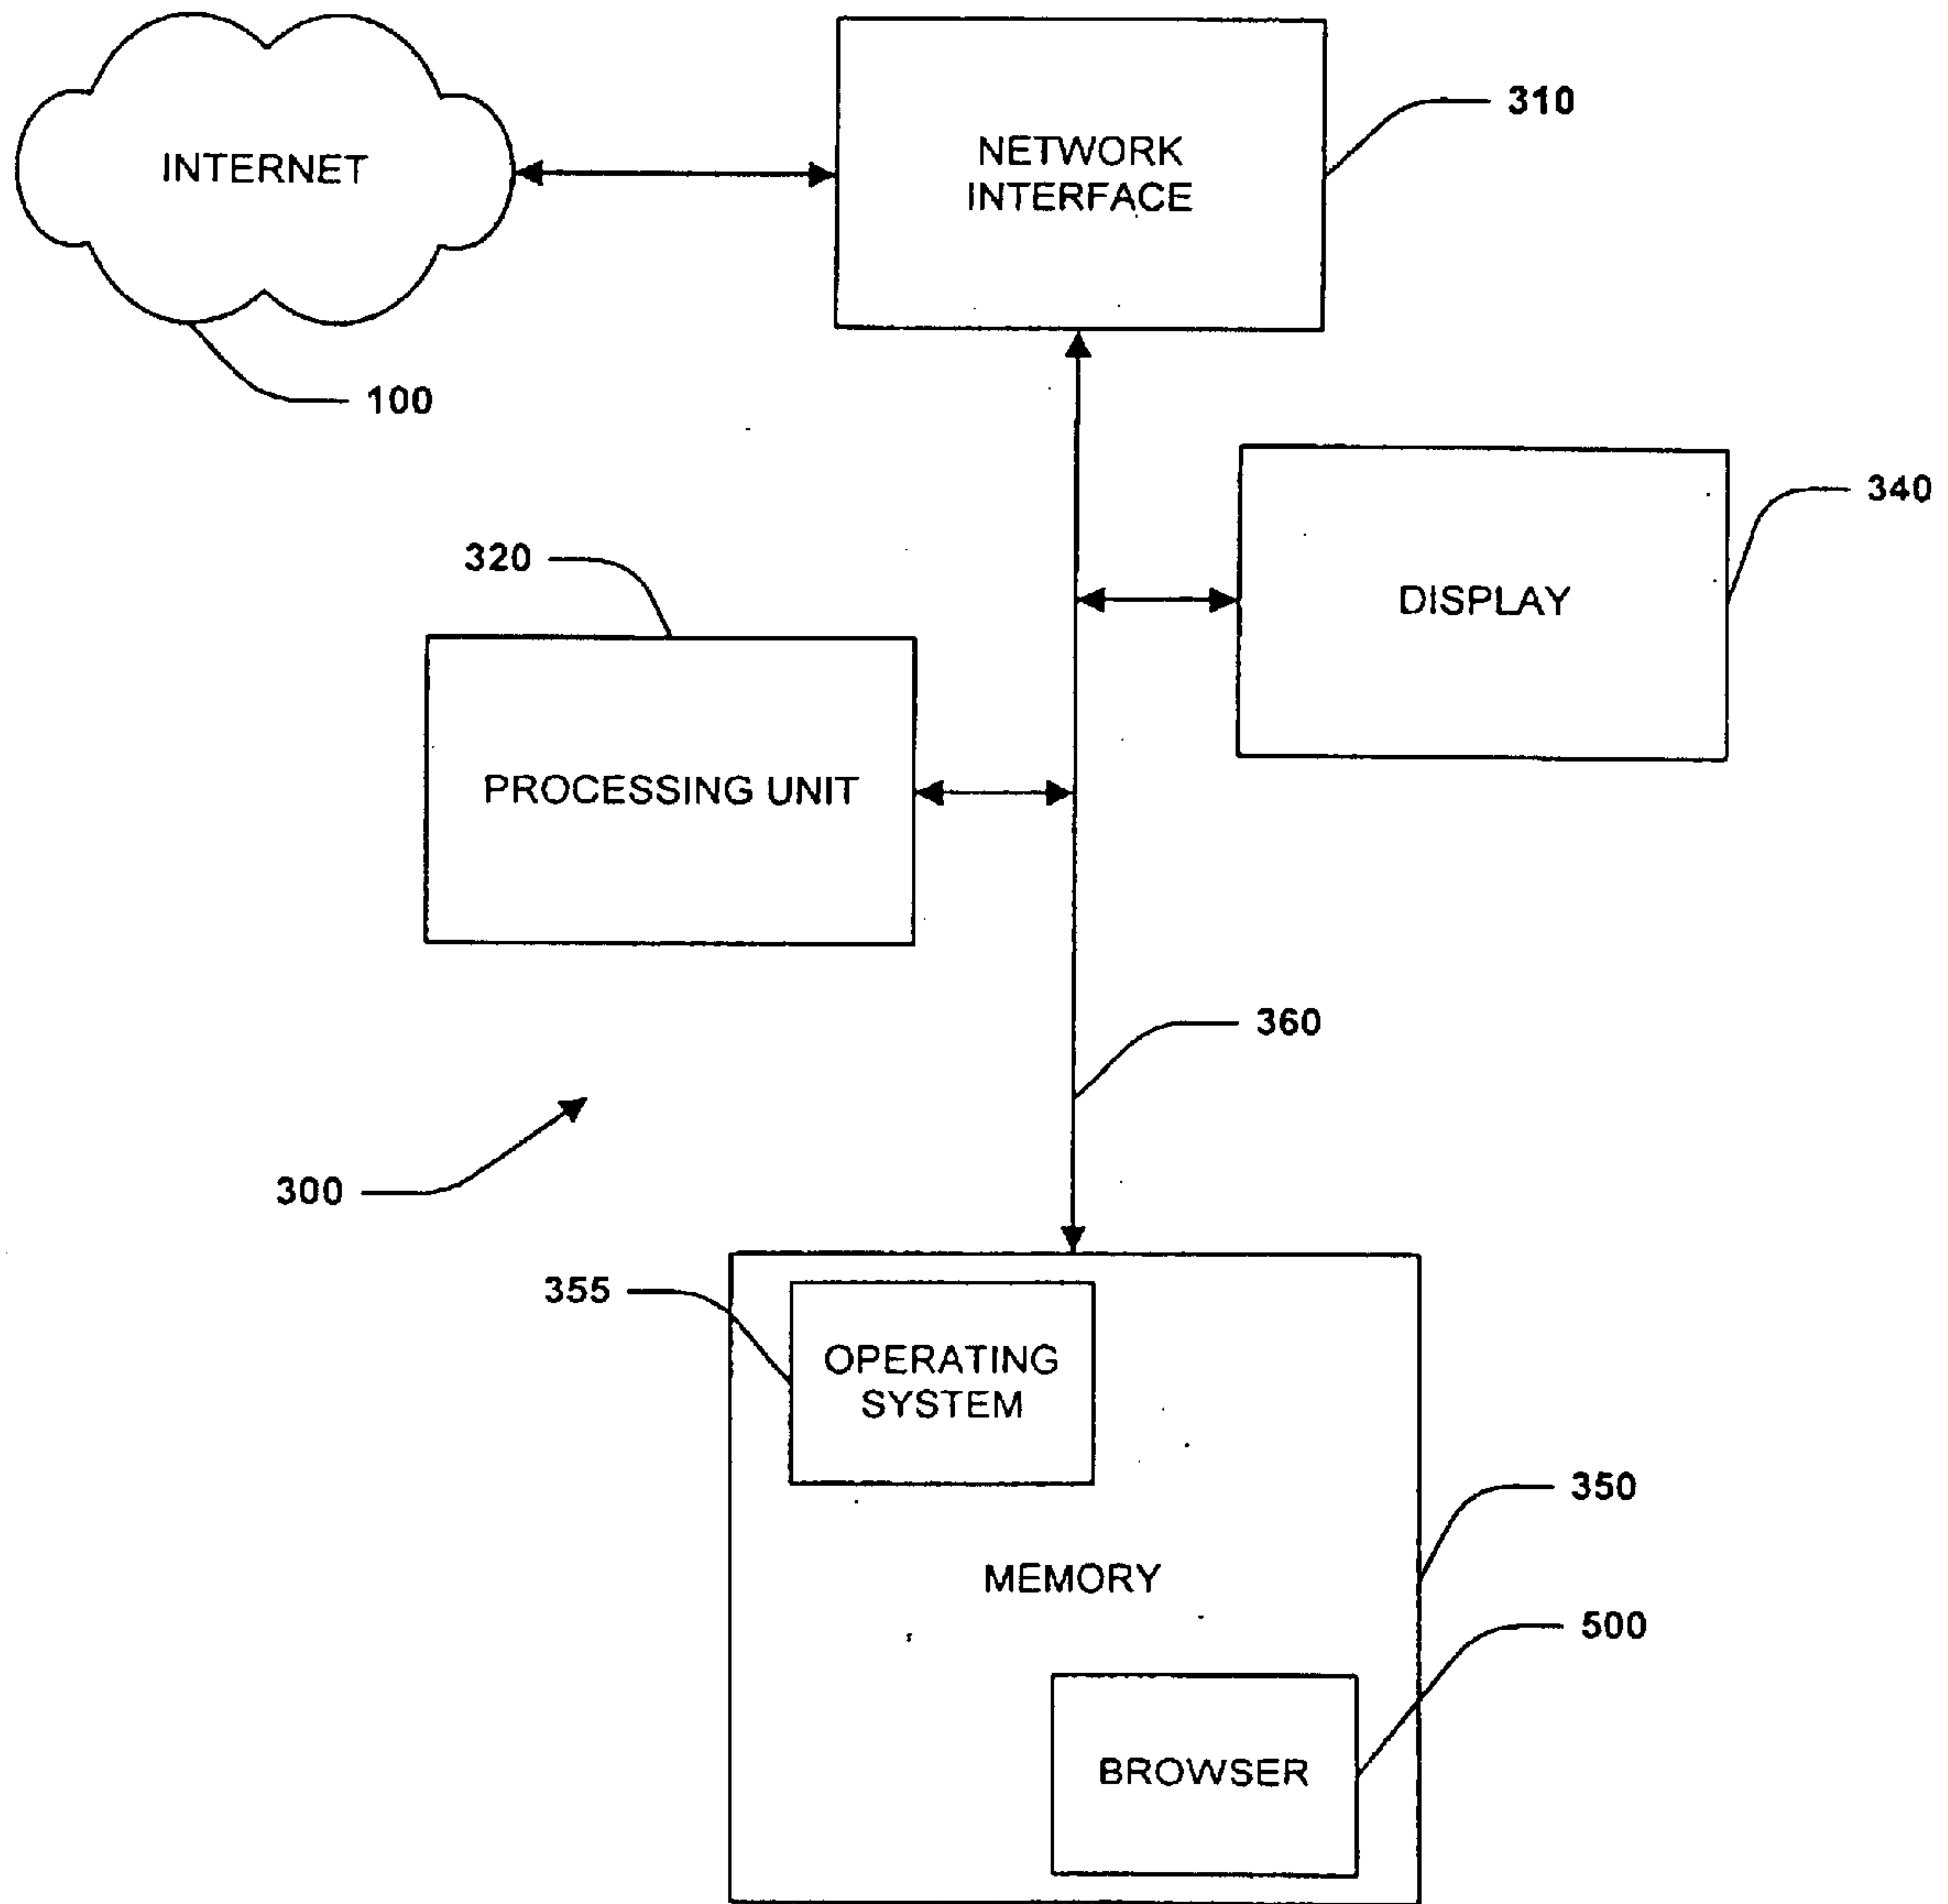 INTERNET
NETWORK
INTERFACE
310
100
340
320
DISPLAY
PROCESSING UNIT
360
300
355
OPERATING
SYSTEM
350
MEMORY
500
BROWSER